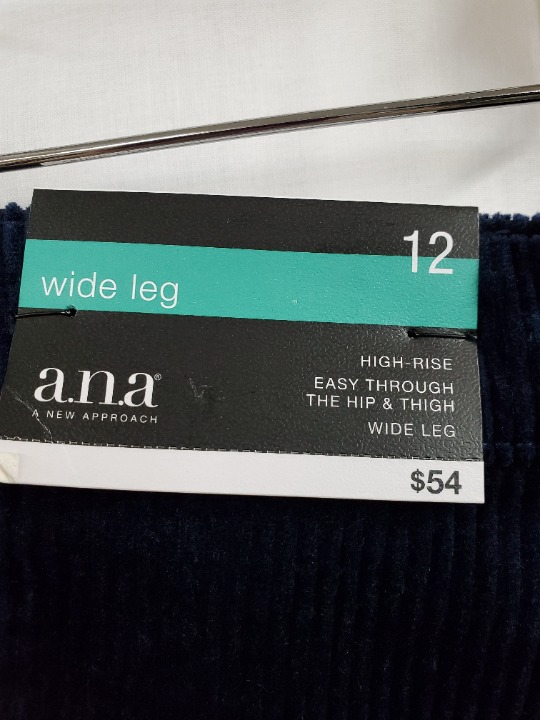 12
wide leg
HIGH-RISE
EASY THROUGH
THE HIP & THIGH
WIDE LEG
a.n.a®
A NEW APPROACH
$54